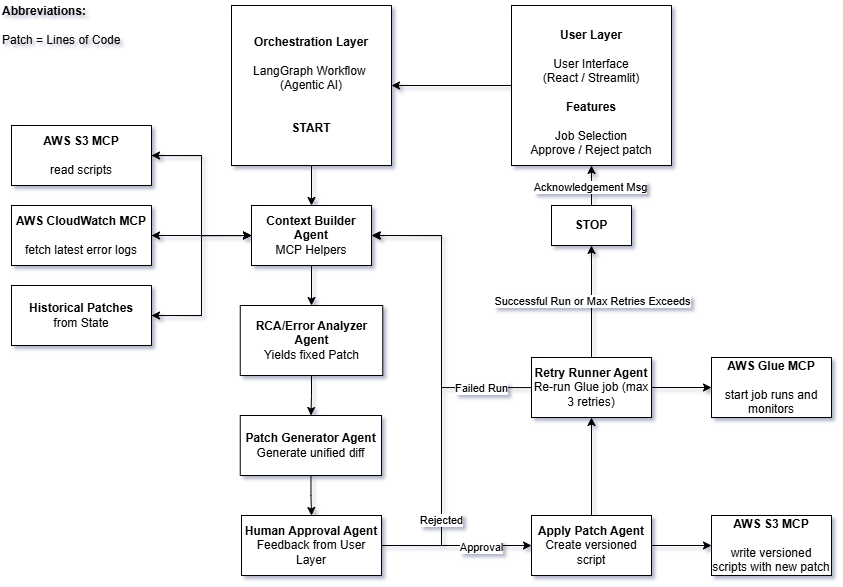 Abbreviations:
Patch = Lines of Code
Orchestration Layer
LangGraph Workflow
(Agentic AI)
START
User Layer
User Interface
(React / Streamlit)
Features
Job Selection
Approve / Reject patch
AWS S3 MCP
read scripts
Acknowledgement Msg
AWS CloudWatch MCP
fetch latest error logs
Context Builder
Agent
MCP Helpers
STOP
Historical Patches
from State
Successful Run or Max Retries Exceeds
RCA/Error Analyzer
Agent
Yields fixed Patch
Failed Run
Retry Runner Agent
Re-run Glue job (max
3 retries)
AWS Glue MCP
start job runs and
monitors
Patch Generator Agent
Generate unified diff
Rejected
Human Approval Agent
Feedback from User
Layer
Approval
Apply Patch Agent
Create versioned
script
AWS S3 MCP
write versioned
scripts with new patch